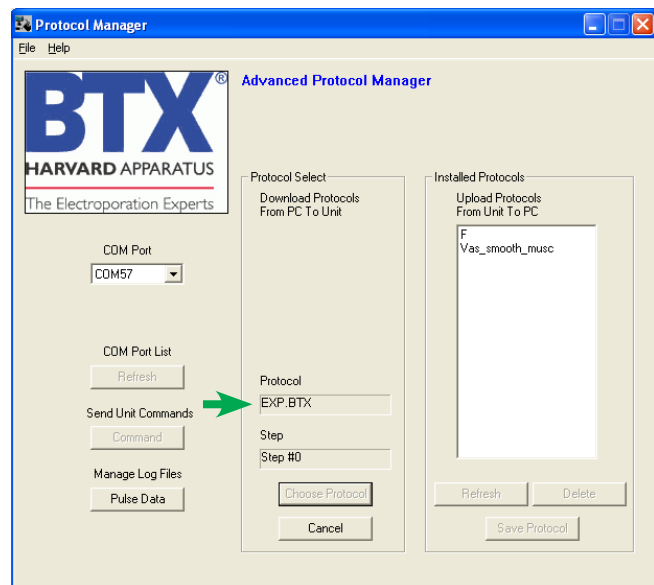 Protocol Manager
File Help
BTX®
HARVARD APPARATUS
The Electroporation Experts
Advanced Protocol Manager
COM Port
COM57
COM Port List
Refresh
Send Unit Commands
Command
Manage Log Files
Pulse Data
Protocol Select
Download Protocols
From PC To Unit
Protocol
EXP.BTX
Step
Step #0
Choose Protocol
Cancel
Installed Protocols
Upload Protocols
From Unit To PC
F
Vas_smooth_musc
Refresh
Delete
Save Protocol